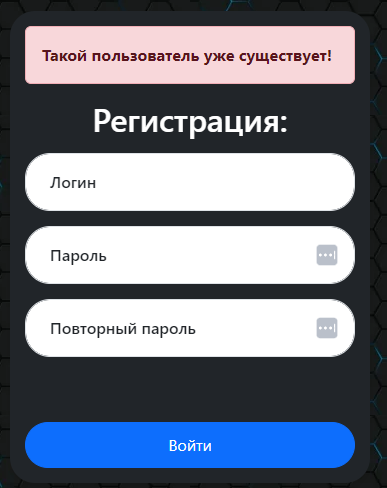 Такой пользователь уже существует!
Регистрация:
Логин
Пароль
Повторный пароль
Войти